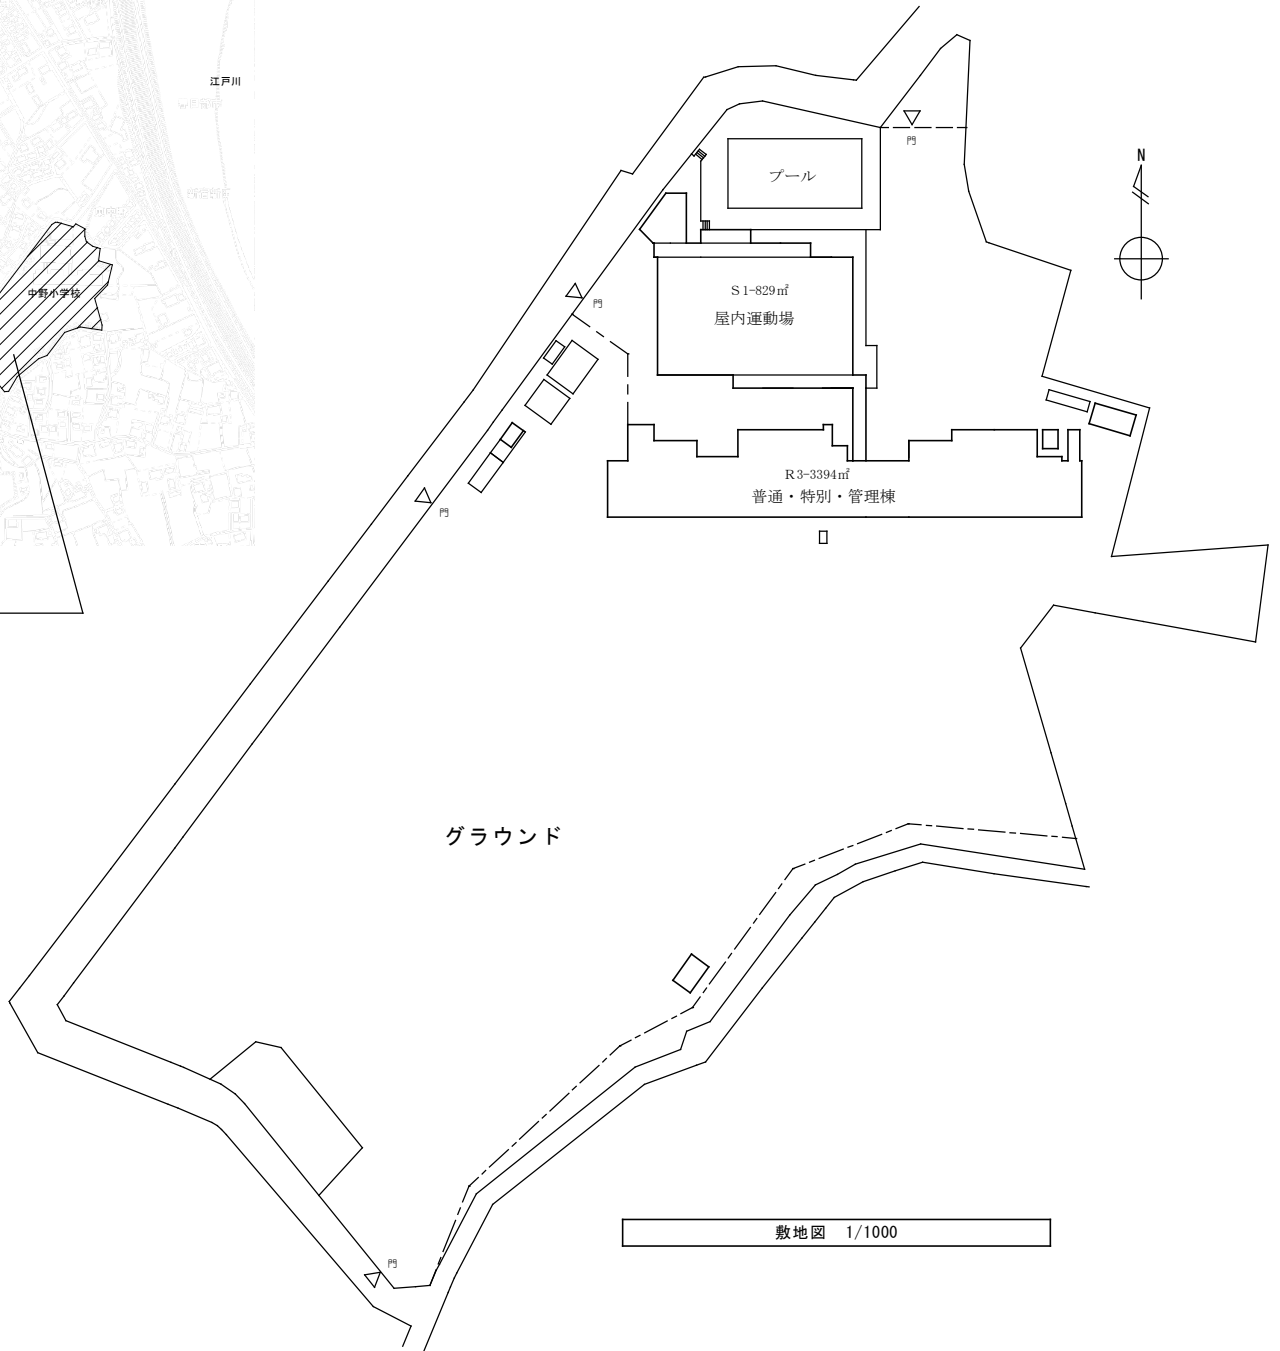 江戸川
中野小学校
門
プール
N
S1-829㎡
屋内運動場
門
R3-3394㎡
普通・特別・管理棟
門
グラウンド
敷地図 1/1000
門